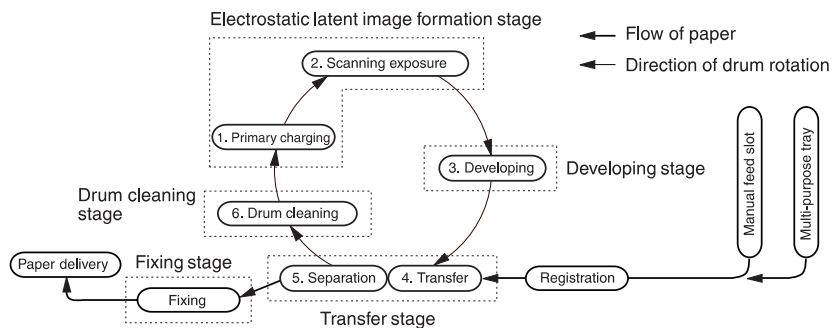 Electrostatic latent image formation stage
Flow of paper
Direction of drum rotation
2. Scanning exposure
1. Primary charging
3. Developing
Developing stage
Manual feed slot
Multi-purpose tray
Drum cleaning
stage
6. Drum cleaning
Paper delivery
Fixing stage
5. Separation
4. Transfer
Registration
Fixing
Transfer stage